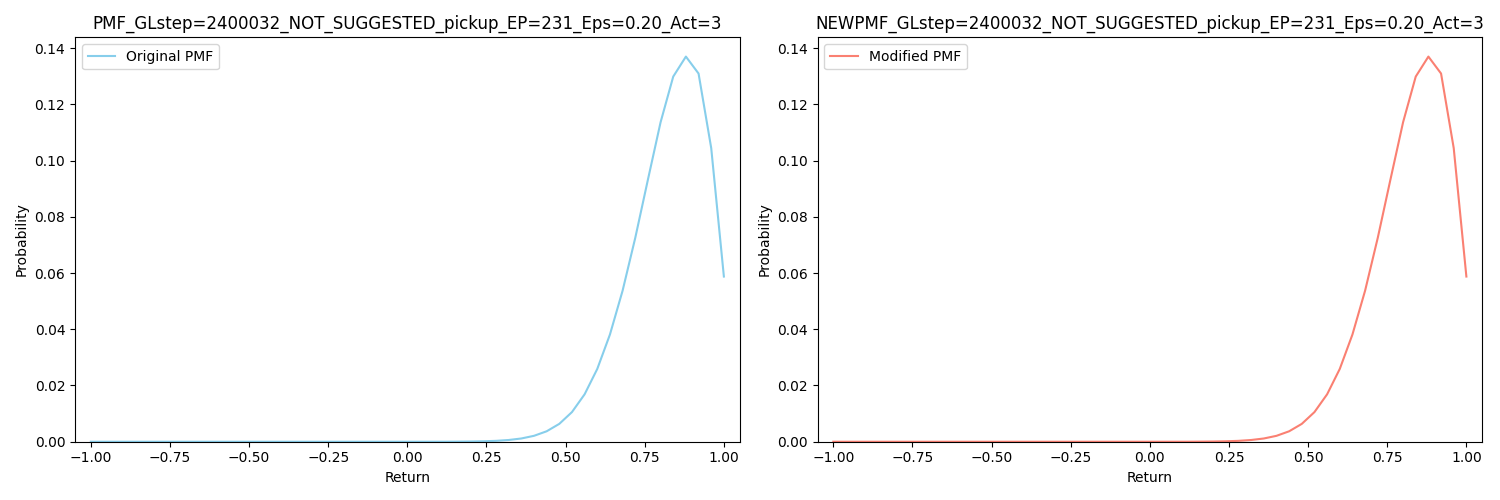 PMF_GLstep=2400032_NOT_SUGGESTED_pickup_EP=231_Eps=0.20_Act=3
Original PMF
0.14
0.12
0.10
0.08
0.06
0.04
0.02
0.00
Probability
−1.00 −0.75 −0.50 −0.25 0.00 0.25 0.50 0.75 1.00
Return
NEWPMF_GLstep=2400032_NOT_SUGGESTED_pickup_EP=231_Eps=0.20_Act=3
Modified PMF
0.14
0.12
0.10
0.08
0.06
0.04
0.02
0.00
Probability
−1.00 −0.75 −0.50 −0.25 0.00 0.25 0.50 0.75 1.00
Return